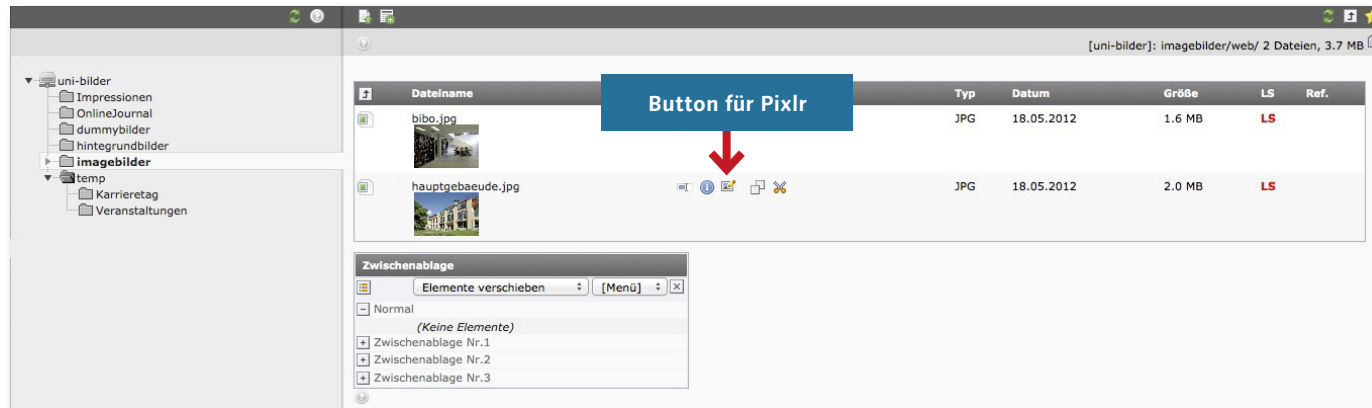 [uni-bilder]: imagebilder/web/ 2 Dateien, 3.7 MB
uni-bilder
Impressionen
OnlineJournal
dummybilder
hintegrundbilder
imagebilder
temp
Karrieretag
Veranstaltungen
Button für Pixlr
Dateiname Typ Datum Größe LS Ref.
bibo.jpg JPG 18.05.2012 1.6 MB LS
hauptgebaeude.jpg JPG 18.05.2012 2.0 MB LS
Zwischenablage
Elemente verschieben [Menü]
Normal
(Keine Elemente)
Zwischenablage Nr.1
Zwischenablage Nr.2
Zwischenablage Nr.3